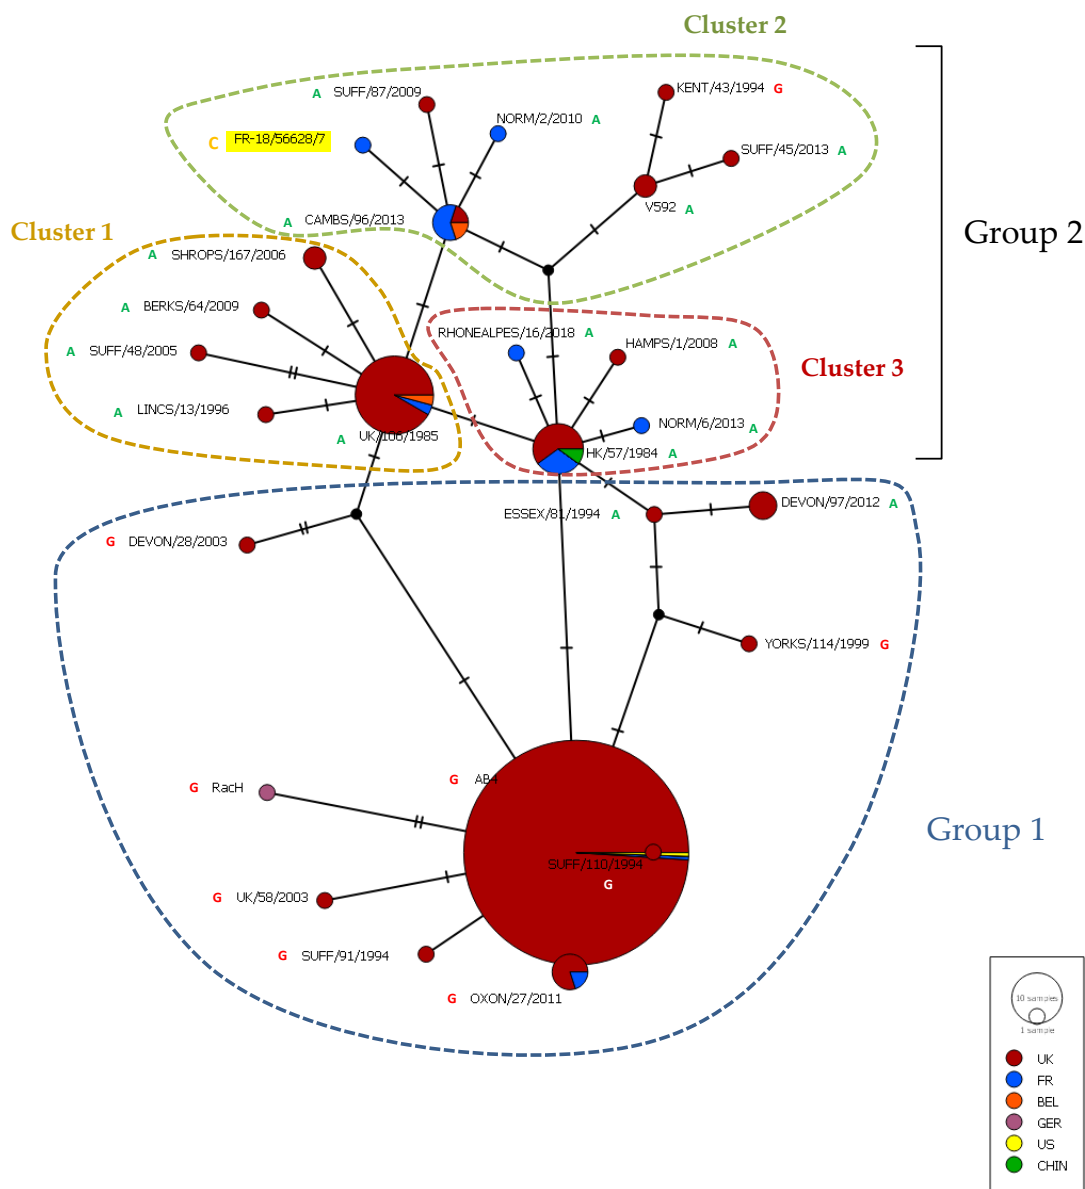 Cluster 2
A SUFF/87/2009
KENT/43/1994 G
NORM/2/2010 A
C FR-18/56628/7
SUFF/45/2013 A
V592 A
A CAMBS/96/2013
Cluster 1
Group 2
A SHROPS/167/2006
A BERKS/64/2009
RHONEALPES/16/2018 A
HAMPS/1/2008 A
A SUFF/48/2005
Cluster 3
A LINCS/13/1996
NORM/6/2013 A
A UK/106/1985
HK/57/1984 A
ESSEX/81/1994 A
DEVON/97/2012 A
G DEVON/28/2003
YORKS/114/1999 G
G AB4
G RacH
Group 1
SUFF/110/1994
G
G UK/58/2003
G SUFF/91/1994
G OXON/27/2011
10 samples
1 sample
UK
FR
BEL
GER
US
CHIN